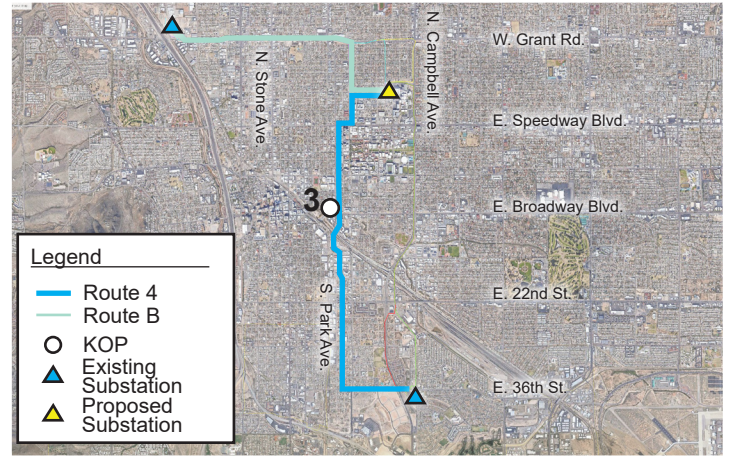 W. Grant Rd.
N. Campbell Ave.
N. Stone Ave.
E. Speedway Blvd.
3
E. Broadway Blvd.
Legend
Route 4
Route B
KOP
Existing
Substation
Proposed
Substation
S. Park Ave.
E. 22nd St.
E. 36th St.